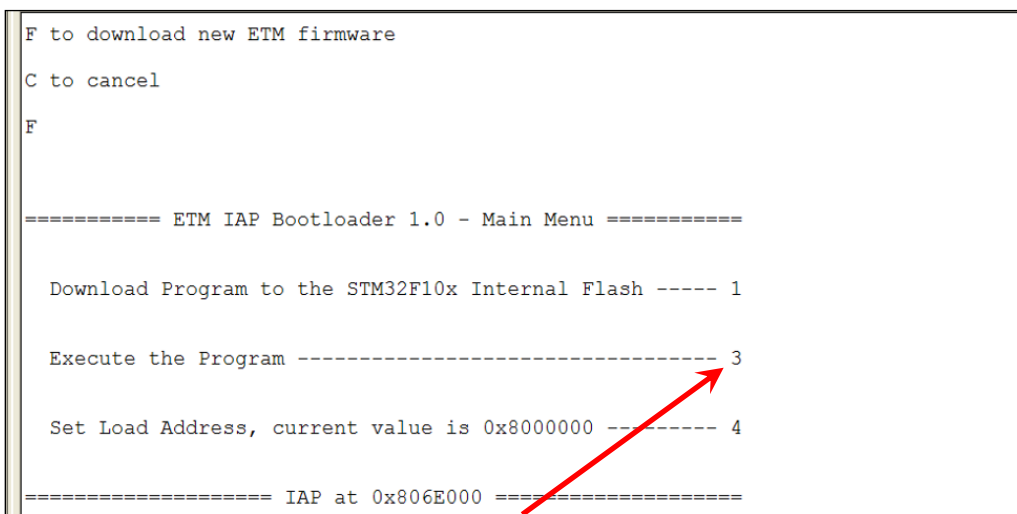 F to download new ETM firmware
C to cancel
F
=========== ETM IAP Bootloader 1.0 - Main Menu ===========
Download Program to the STM32F10x Internal Flash ----- 1
Execute the Program ---------------------------------- 3
Set Load Address, current value is 0x8000000 --------- 4
==================== IAP at 0x806E000 ====================